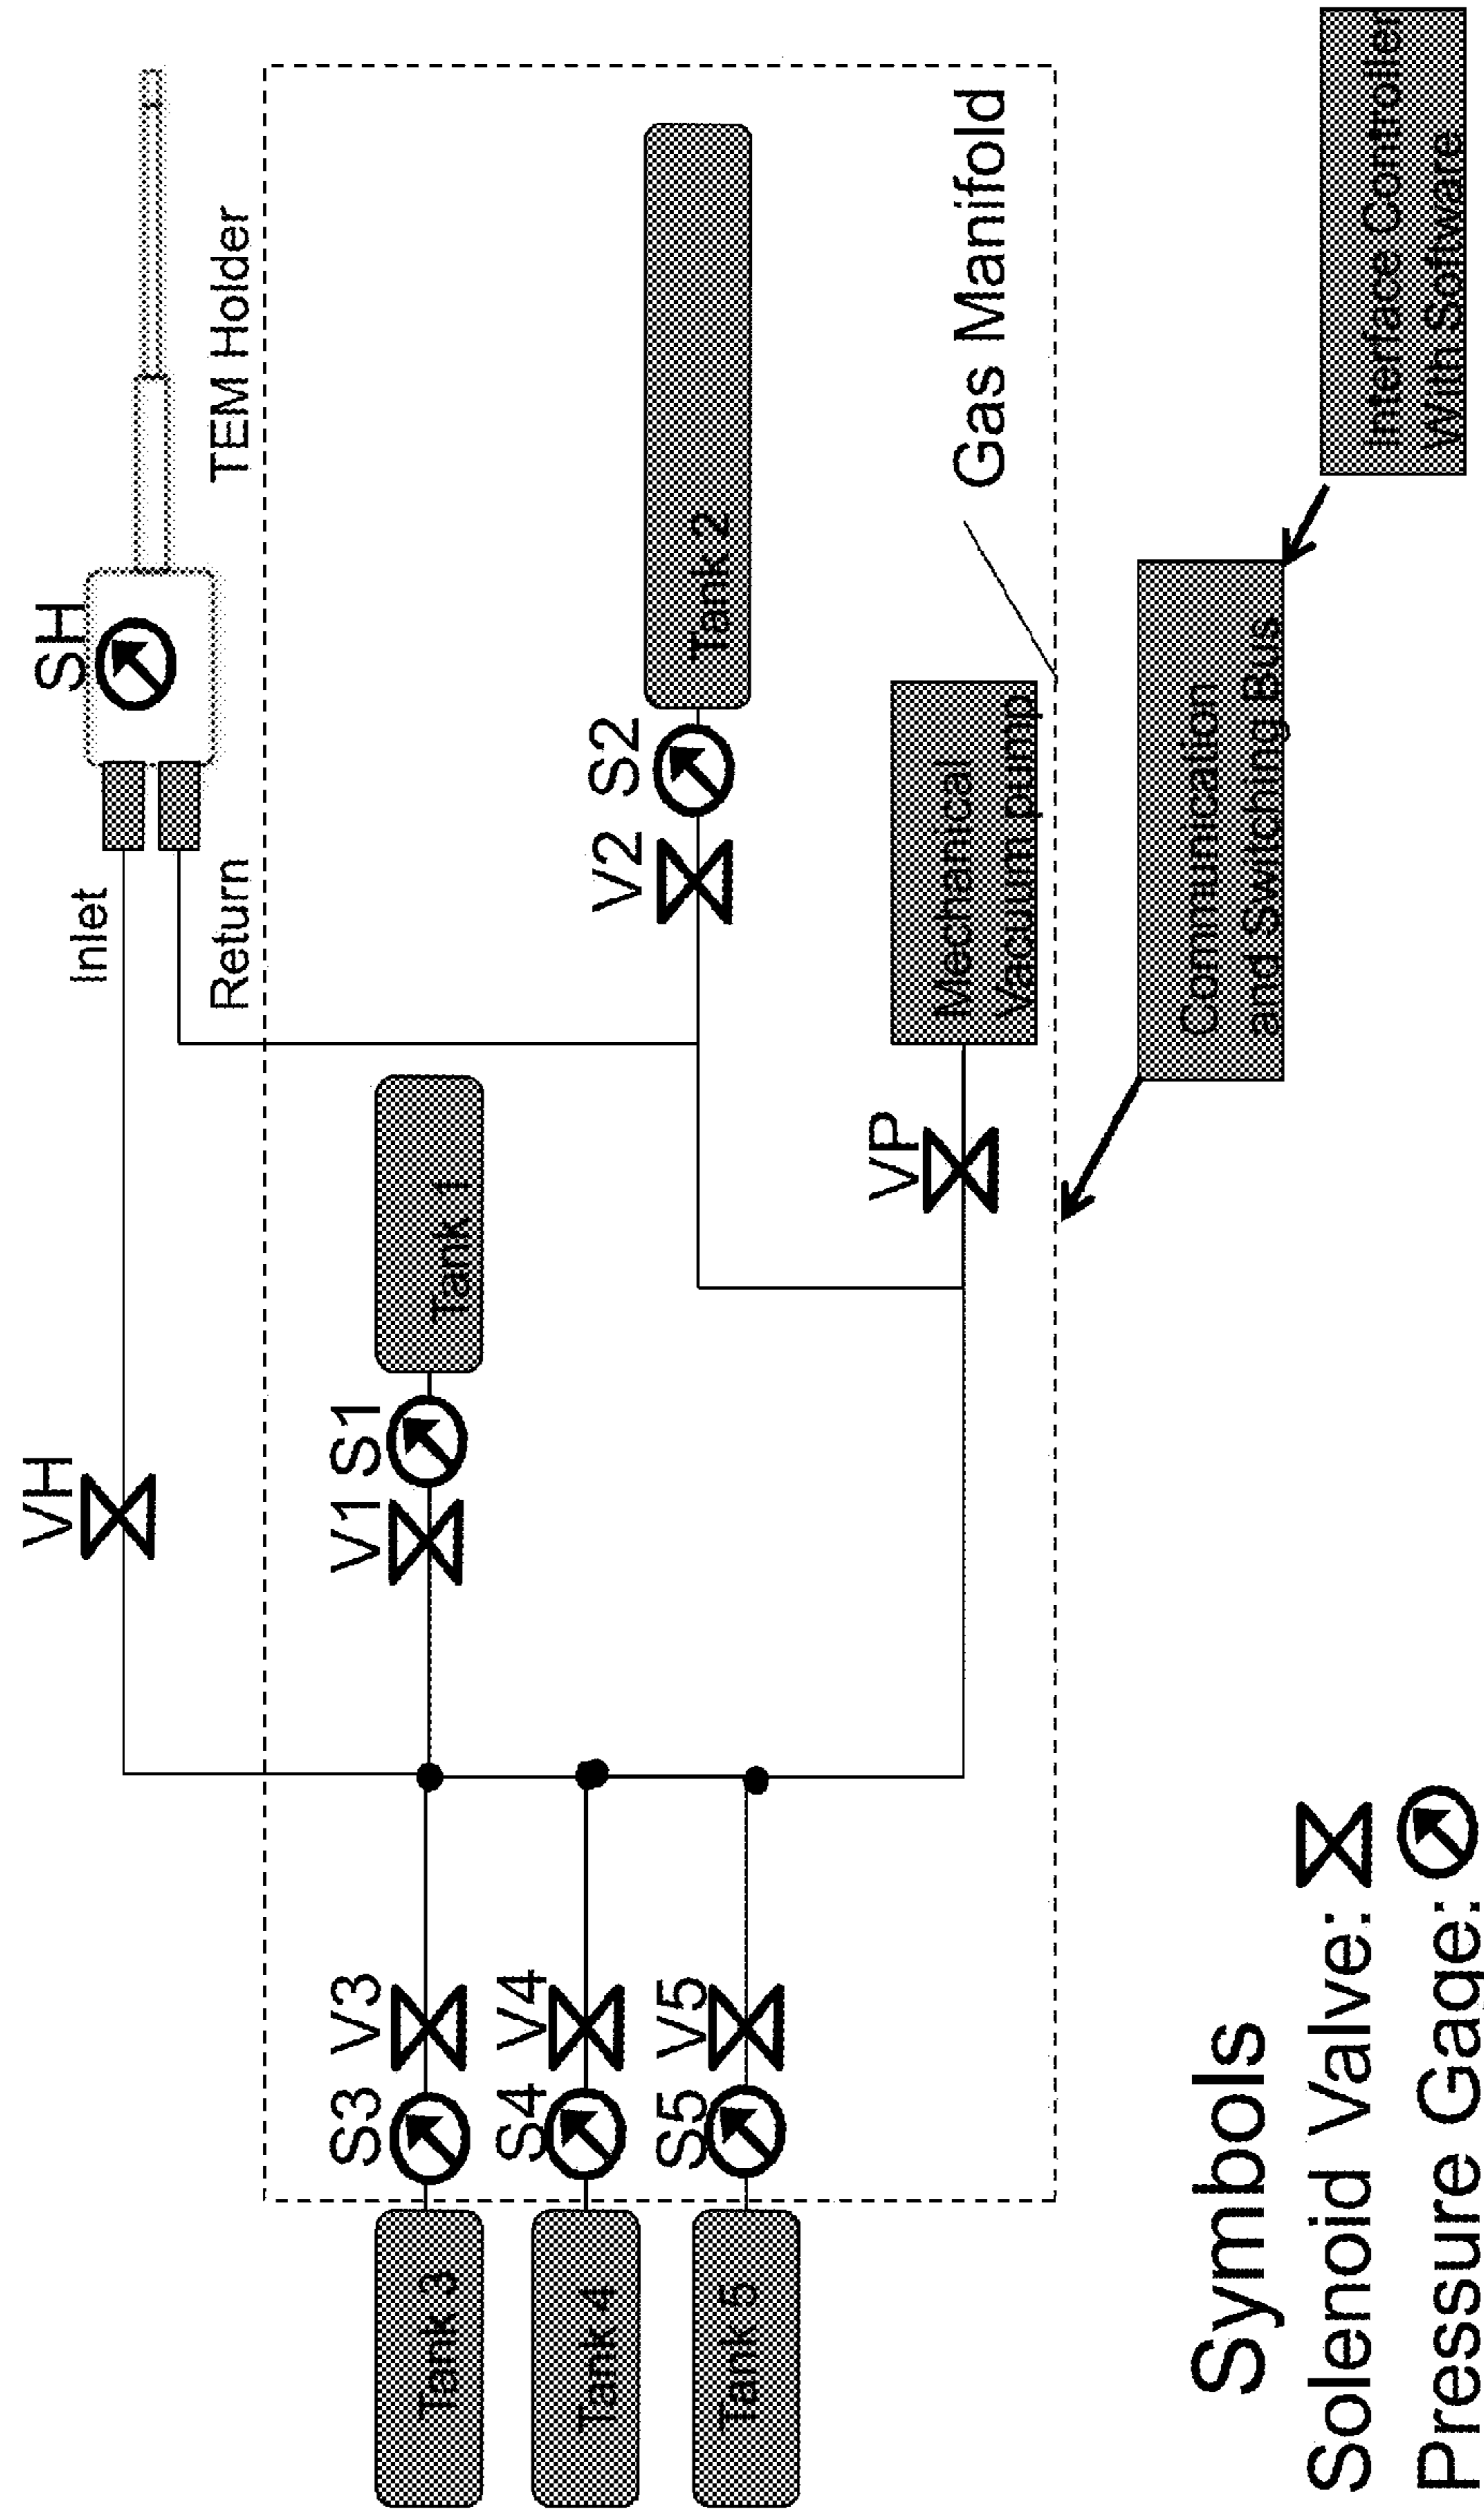 SH
TEM Holder
Inlet
Return
VH
V1 S1
Tank 1
V2 S2
Tank 2
S3 V3
Tank 3
S4 V4
Tank 4
S5 V5
Tank 5
VP
Mechanical
Vacuum pump
Gas Manifold
Communication
and Switching Bus
Interface Controller
With Software
Symbols
Solenoid Valve:
Pressure Gage: